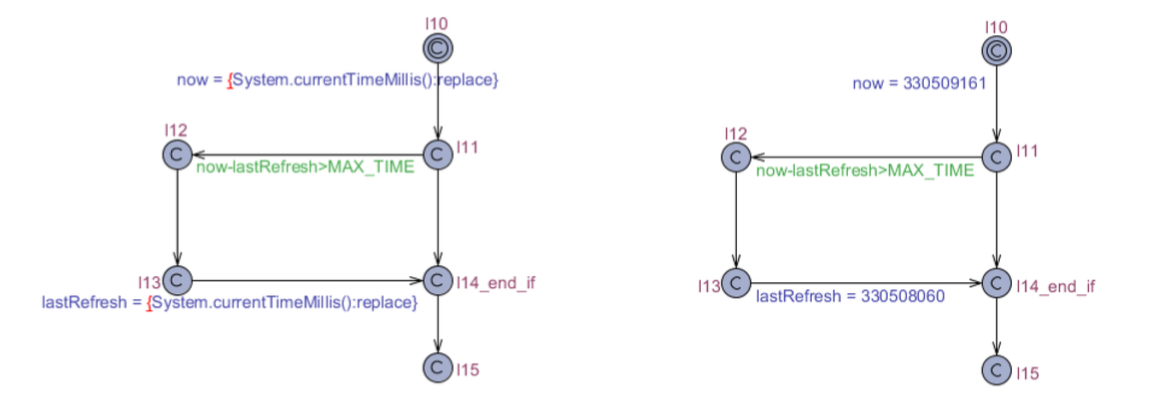 l10
now = {System.currentTimeMillis():replace}
l12
l11
now-lastRefresh>MAX_TIME
l13
l14_end_if
lastRefresh = {System.currentTimeMillis():replace}
l15
l10
now = 330509161
l12
l11
now-lastRefresh>MAX_TIME
l13
l14_end_if
lastRefresh = 330508060
l15
C
C
C
C
C
C
C
C
C
C
C
C